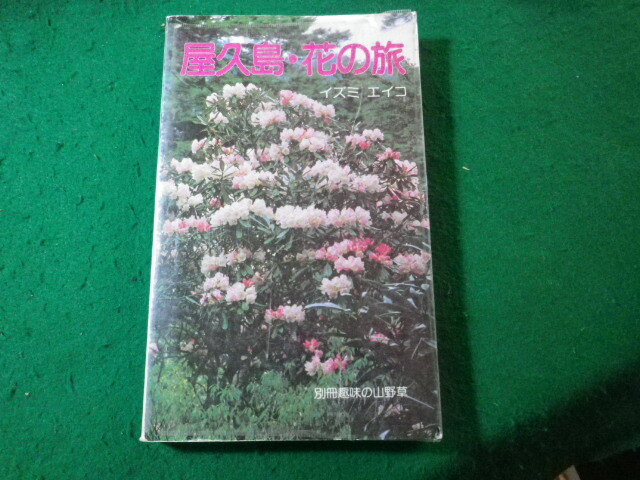 屋久島・花の旅
イズミ エイコ
別冊趣味の山野草